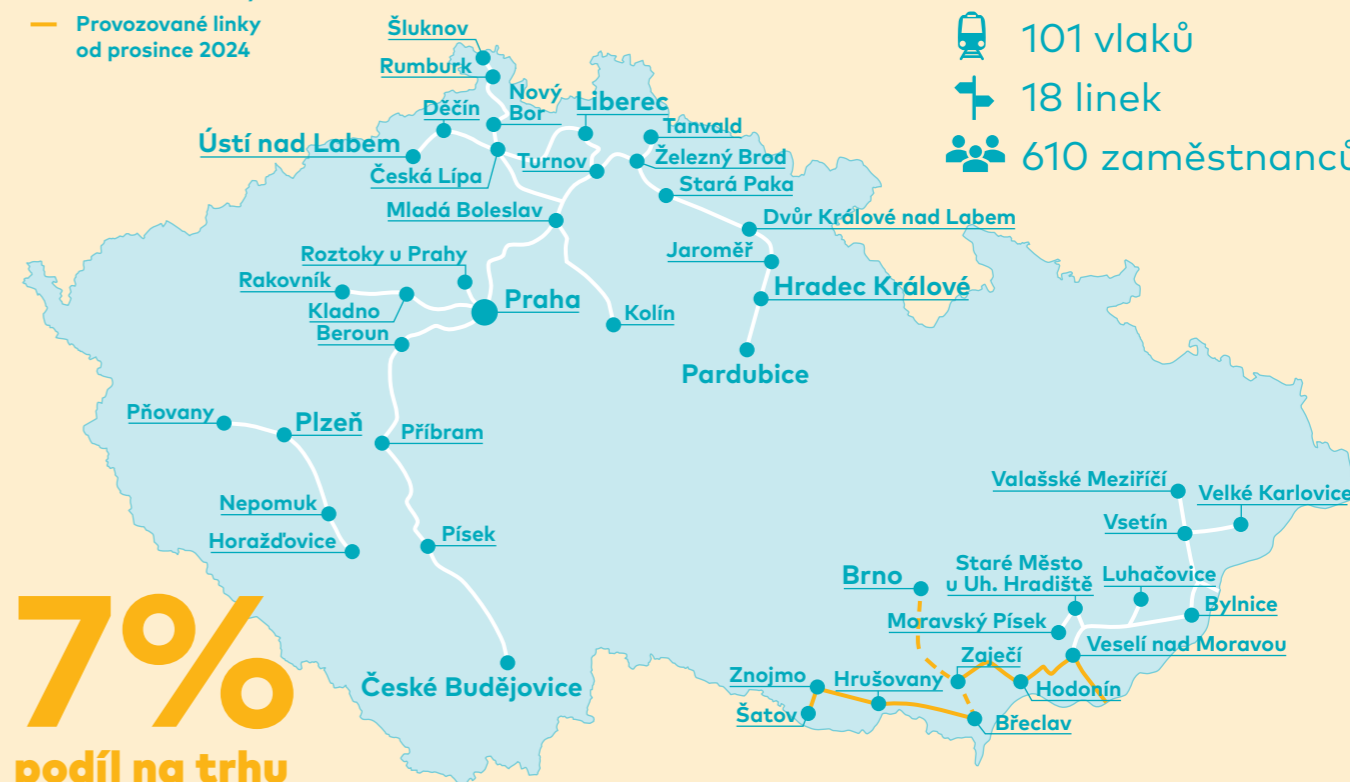 Provozované linky
od prosince 2024
101 vlaků
18 linek
610 zaměstnanců
Šluknov
Rumburk
Nový
Bor
Liberec
Děčín
Tanvald
Ústí nad Labem
Turnov
Železný Brod
Česká Lípa
Stará Paka
Mladá Boleslav
Dvůr Králové nad Labem
Roztoky u Prahy
Jaroměř
Rakovník
Hradec Králové
Kladno
Praha
Kolín
Beroun
Pardubice
Pňovany
Plzeň
Příbram
Nepomuk
Horažďovice
Písek
Valašské Meziříčí
Velké Karlovice
Vsetín
Brno
Staré Město
u Uh. Hradiště
Luhačovice
Moravský Písek
Bylnice
Veselí nad Moravou
Zaječí
Znojmo
Hrušovany
Hodonín
České Budějovice
Šatov
Břeclav
7%
podíl na trhu